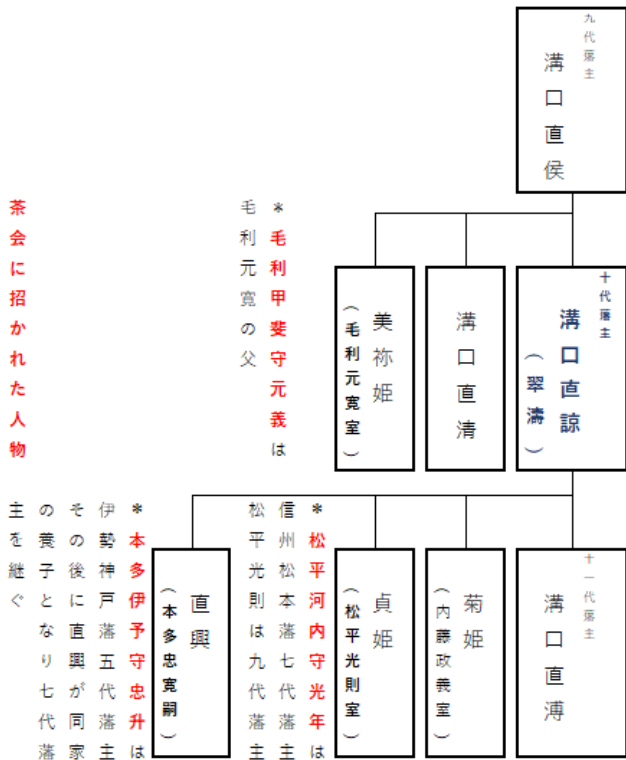 九代藩主
溝口直侯
十代藩主
溝口直諒
（翠濤）
溝口直清
美祢姫
（毛利元寛室）
＊毛利甲斐守元義は
毛利元寛の父
茶会に招かれた人物
十一代藩主
溝口直溥
菊姫
（内藤政義室）
貞姫
（松平光則室）
＊松平河内守光年は
信州松本藩七代藩主
松平光則は九代藩主
直興
（本多忠寛嗣）
＊本多伊予守忠升は
伊勢神戸藩五代藩主
その後に直興が同家
の養子となり七代藩
主を継ぐ